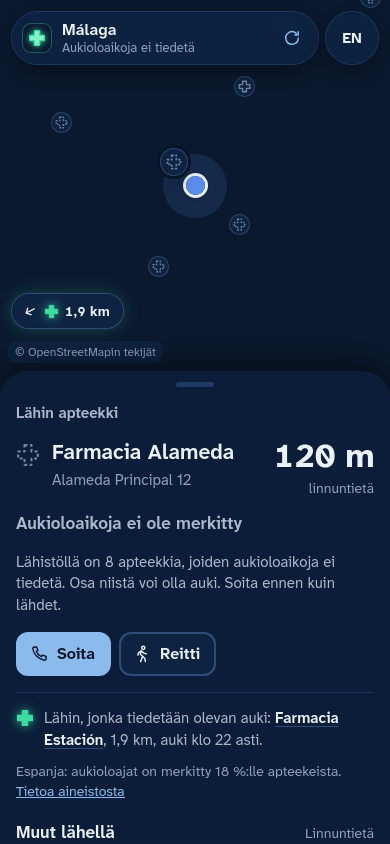 Málaga
Aukioloaikoja ei tiedetä
EN
1,9 km
© OpenStreetMapin tekijät
Lähin apteekki
Farmacia Alameda
120 m
Alameda Principal 12
linnuntietä
Aukioloaikoja ei ole merkitty
Lähistöllä on 8 apteekkia, joiden aukioloaikoja ei
tiedetä. Osa niistä voi olla auki. Soita ennen kuin
lähdet.
Soita
Reitti
Lähin, jonka tiedetään olevan auki: Farmacia
Estación, 1,9 km, auki klo 22 asti.
Espanja: aukioloajat on merkitty 18 %:lle apteekeista.
Tietoa aineistosta
Muut lähellä
Linnuntietä